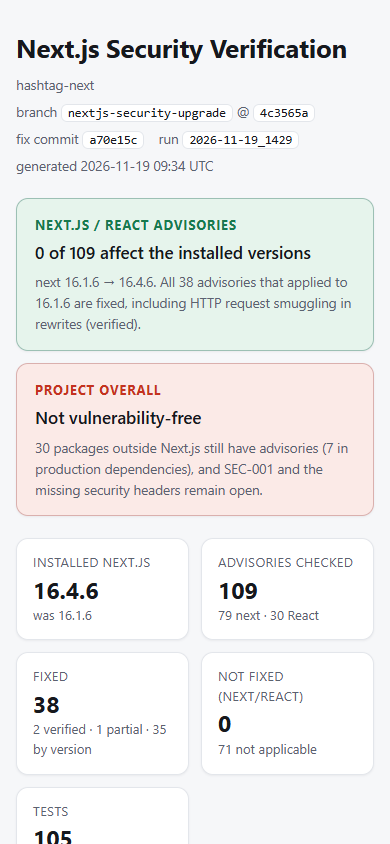 Next.js Security Verification
hashtag-next
branch nextjs-security-upgrade @ 4c3565a
fix commit a70e15c run 2026-11-19_1429
generated 2026-11-19 09:34 UTC
NEXT.JS / REACT ADVISORIES
0 of 109 affect the installed versions
next 16.1.6 → 16.4.6. All 38 advisories that applied to
16.1.6 are fixed, including HTTP request smuggling in
rewrites (verified).
PROJECT OVERALL
Not vulnerability-free
30 packages outside Next.js still have advisories (7 in
production dependencies), and SEC-001 and the
missing security headers remain open.
INSTALLED NEXT.JS
16.4.6
was 16.1.6
ADVISORIES CHECKED
109
79 next · 30 React
FIXED
38
2 verified · 1 partial · 35
by version
NOT FIXED
(NEXT/REACT)
0
71 not applicable
TESTS
105